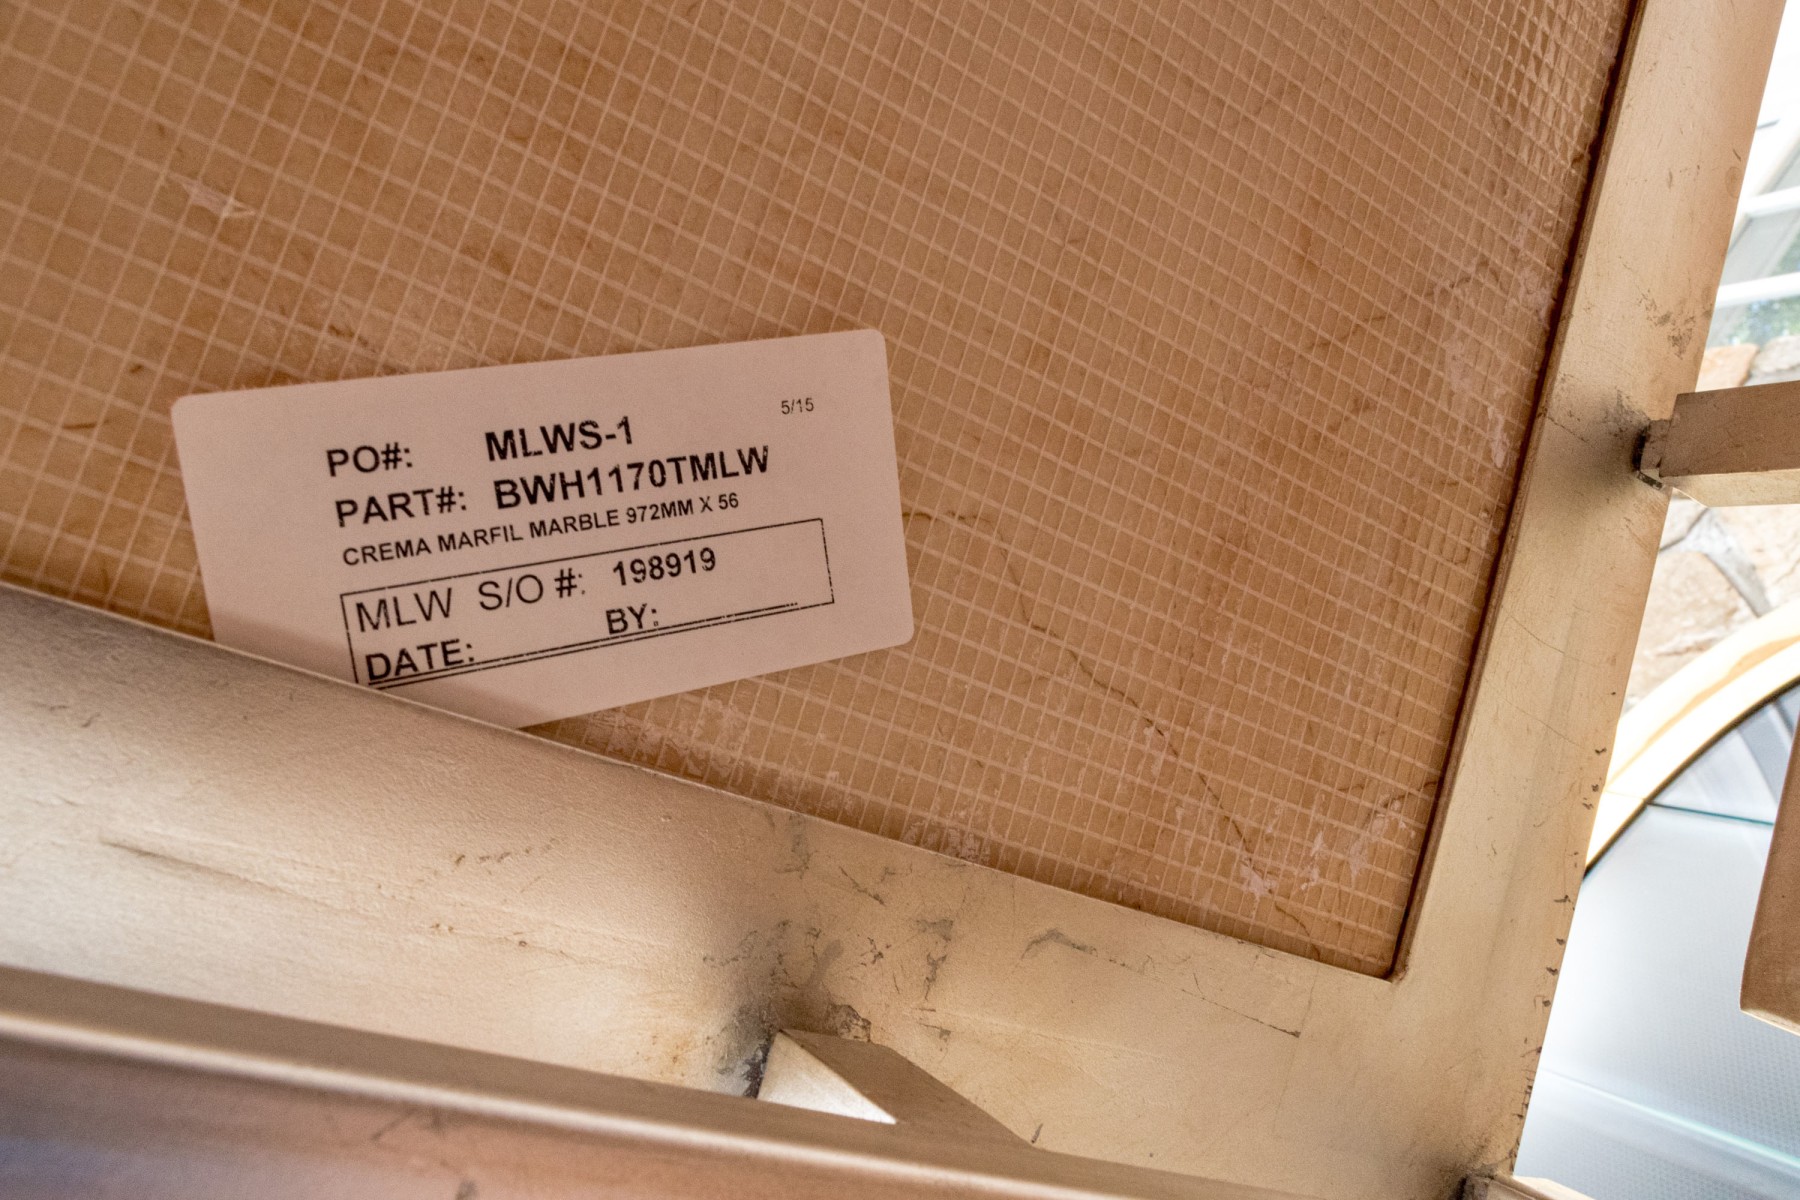 5/15
PO#: MLWS-1
PART#: BWH1170TMLW
CREMA MARFIL MARBLE 972MM X 56
MLW S/O #: 198919
DATE: BY: